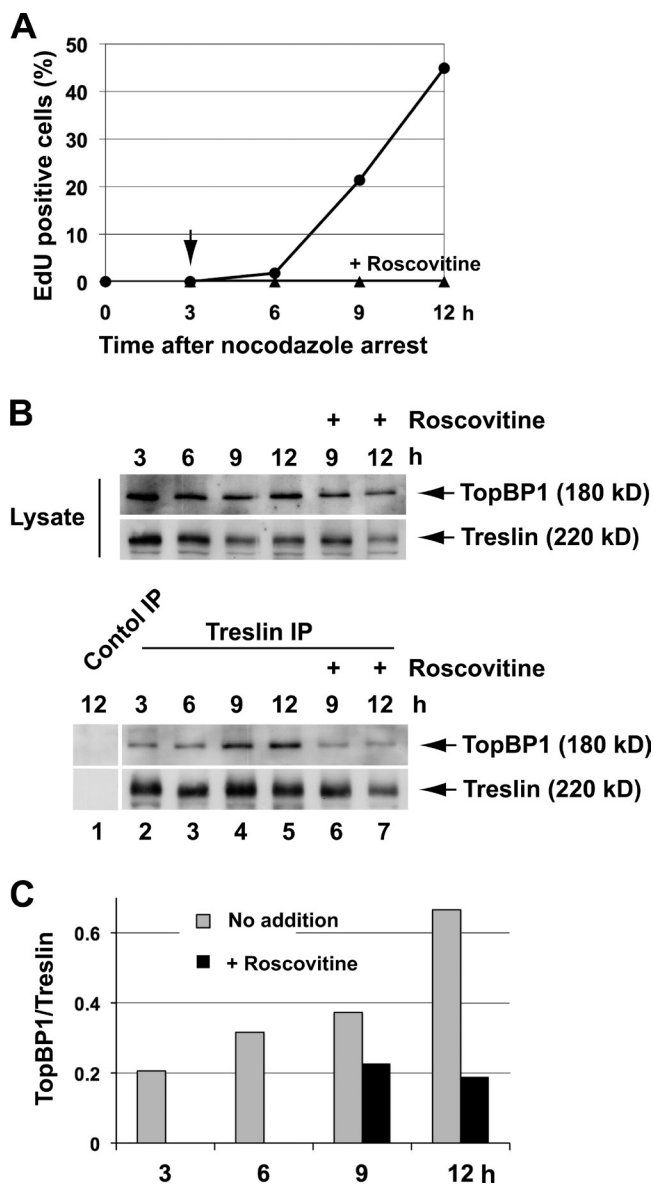 A
EdU positive cells (%)
50
40
30
20
10
0
+ Roscovitine
0 3 6 9 12 h
Time after nocodazole arrest
B
+ + Roscovitine
3 6 9 12 9 12 h
Lysate
TopBP1 (180 kD)
Treslin (220 kD)
Contol IP
Treslin IP
+ + Roscovitine
12 3 6 9 12 9 12 h
TopBP1 (180 kD)
Treslin (220 kD)
1 2 3 4 5 6 7
C
TopBP1/Treslin
No addition
+ Roscovitine
0.6
0.4
0.2
0
3 6 9 12 h